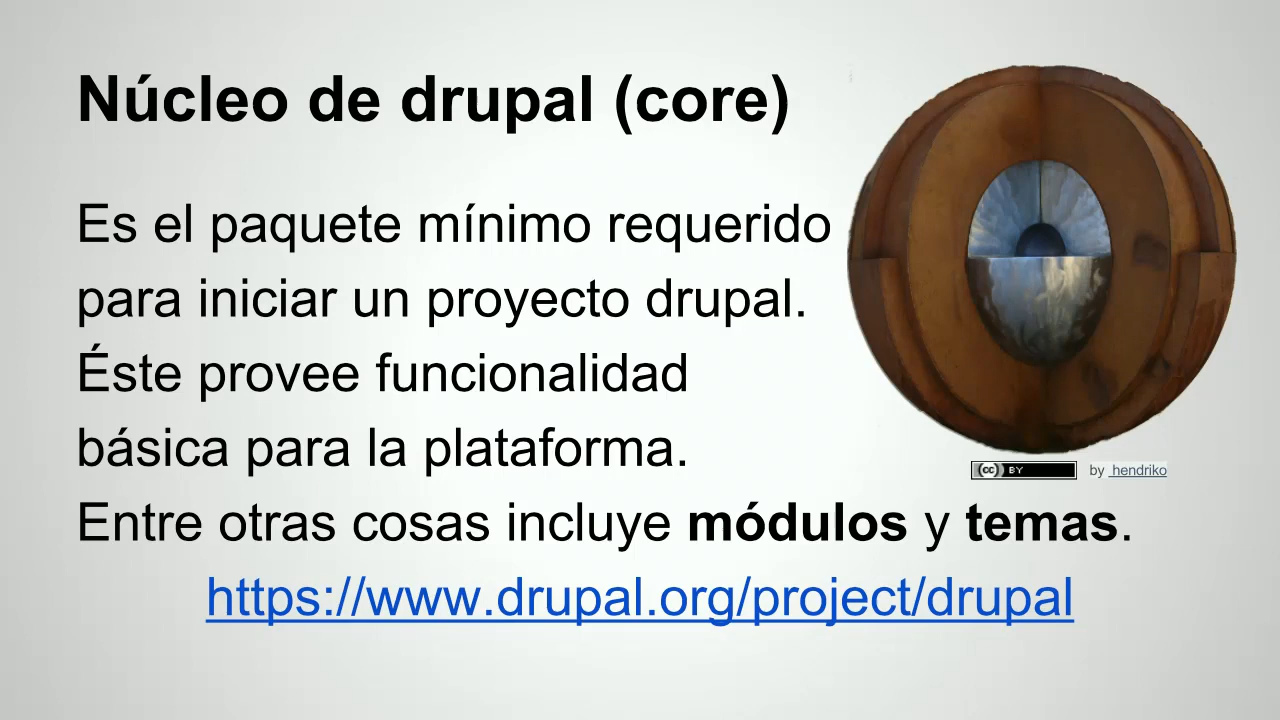 Núcleo de drupal (core)
Es el paquete mínimo requerido
para iniciar un proyecto drupal.
Éste provee funcionalidad
básica para la plataforma.
(cc) BY by hendriko
Entre otras cosas incluye módulos y temas.
https://www.drupal.org/project/drupal